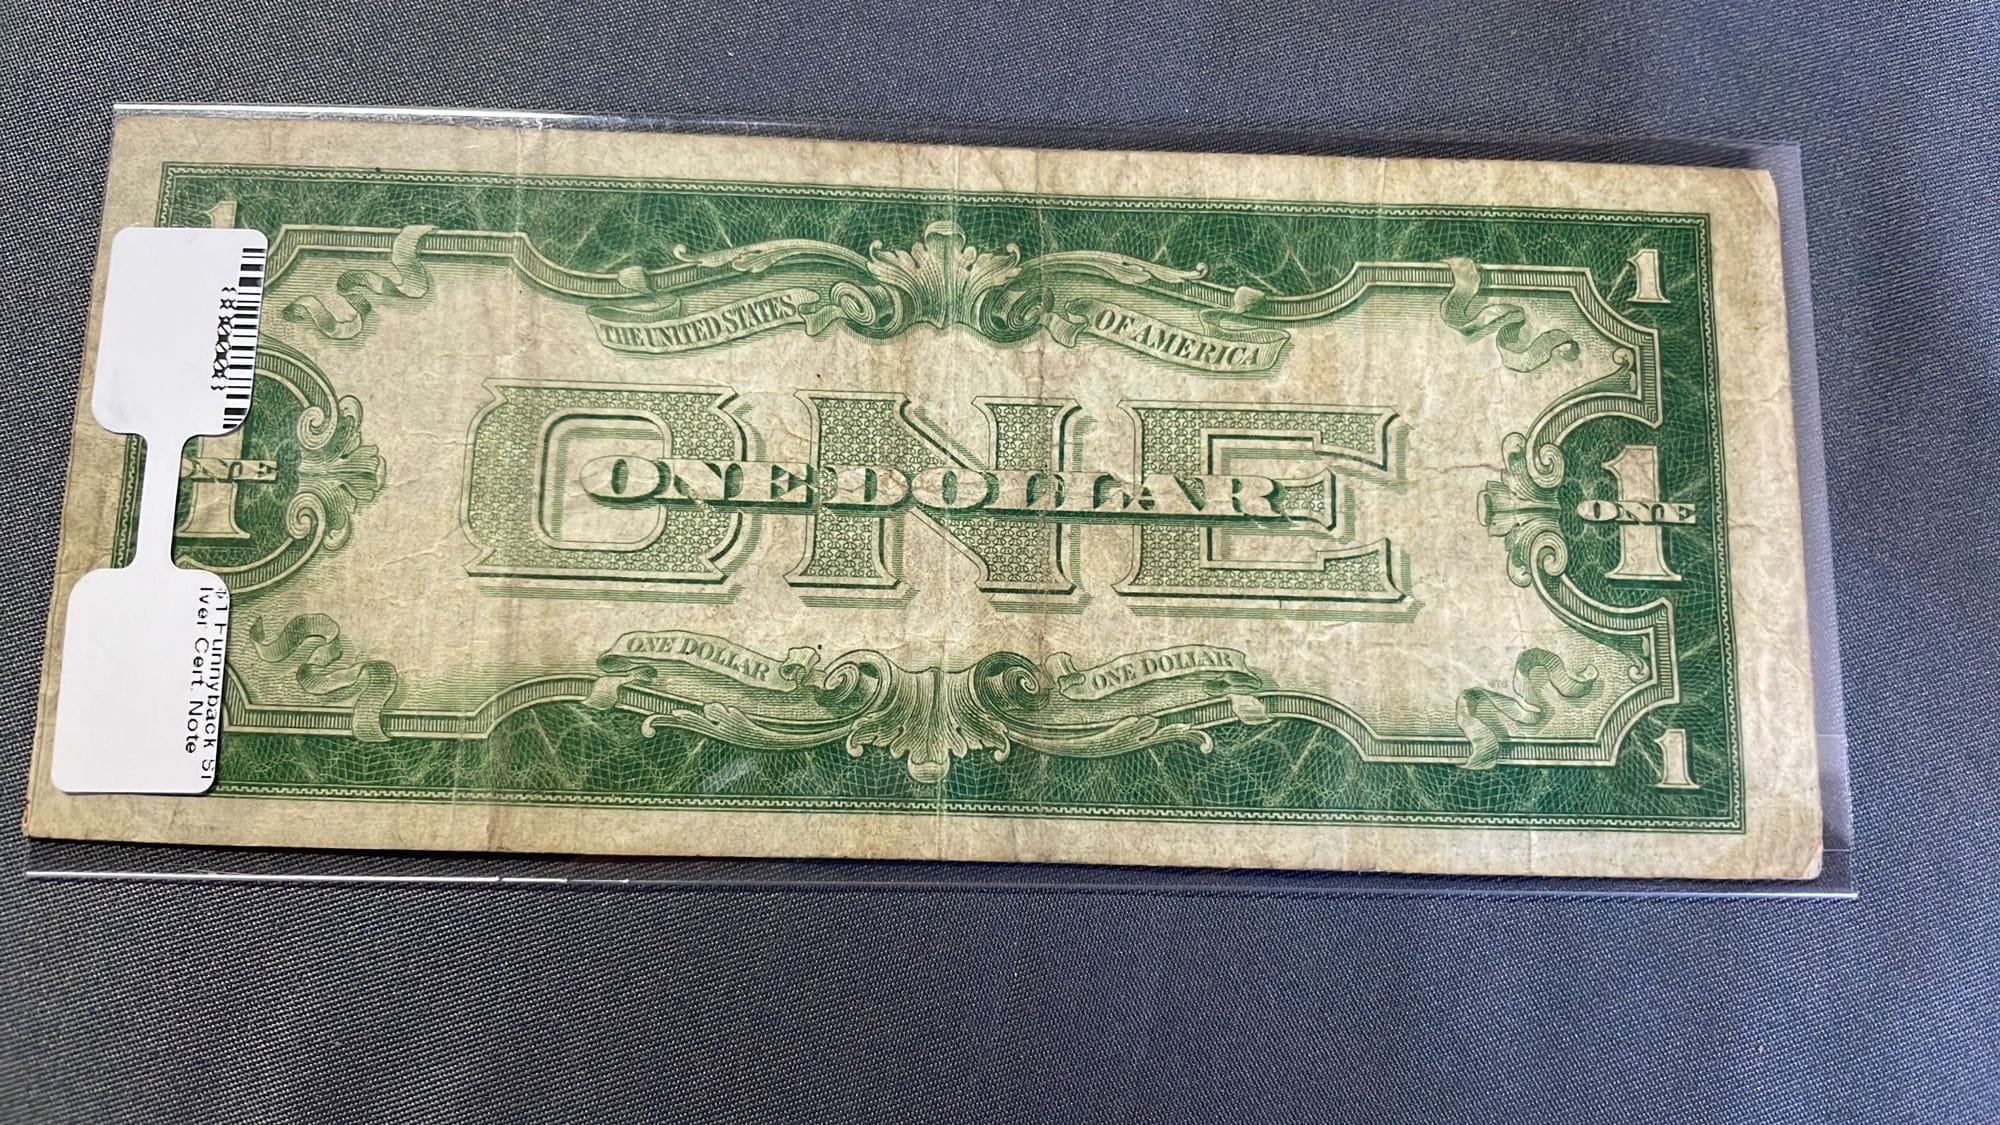 1
1
THE UNITED STATES
OF AMERICA
ONE
ONE DOLLAR
ONE
1
ONE
1
$1 Funnyback Si
lver Cert. Note
ONE DOLLAR
ONE DOLLAR
1